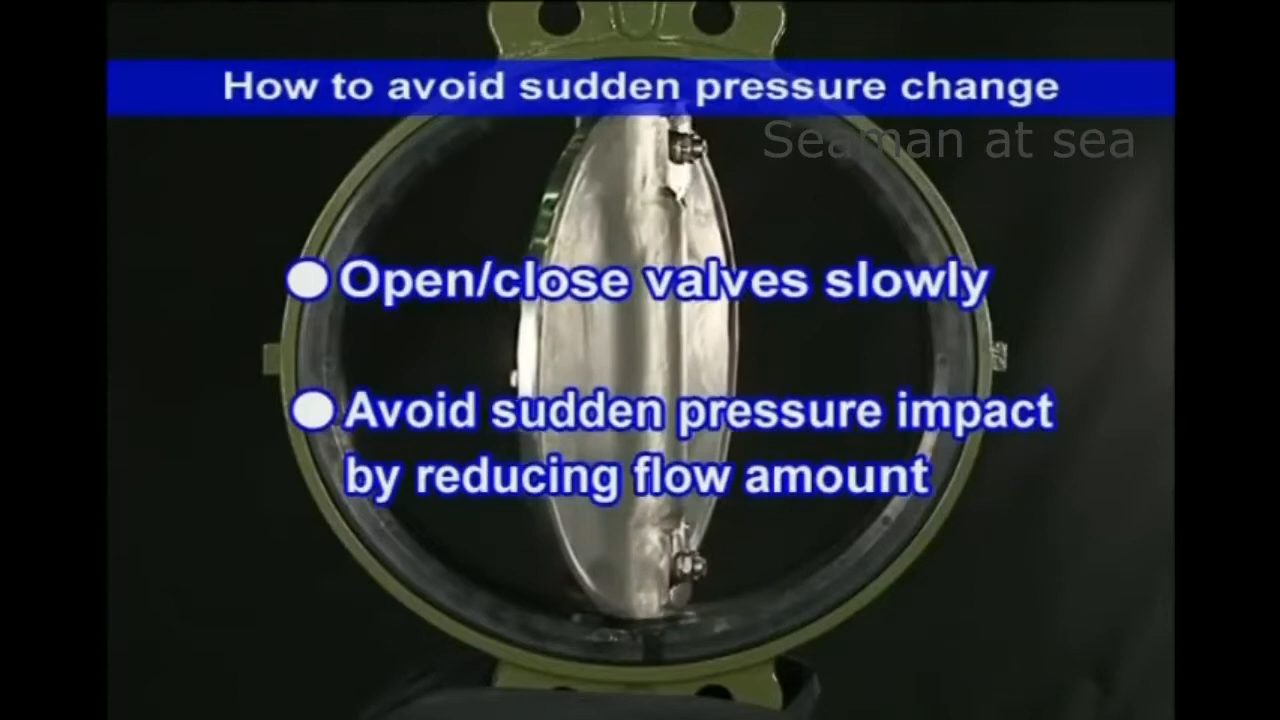 How to avoid sudden pressure change
Seaman at sea
● Open/close valves slowly
● Avoid sudden pressure impact
by reducing flow amount